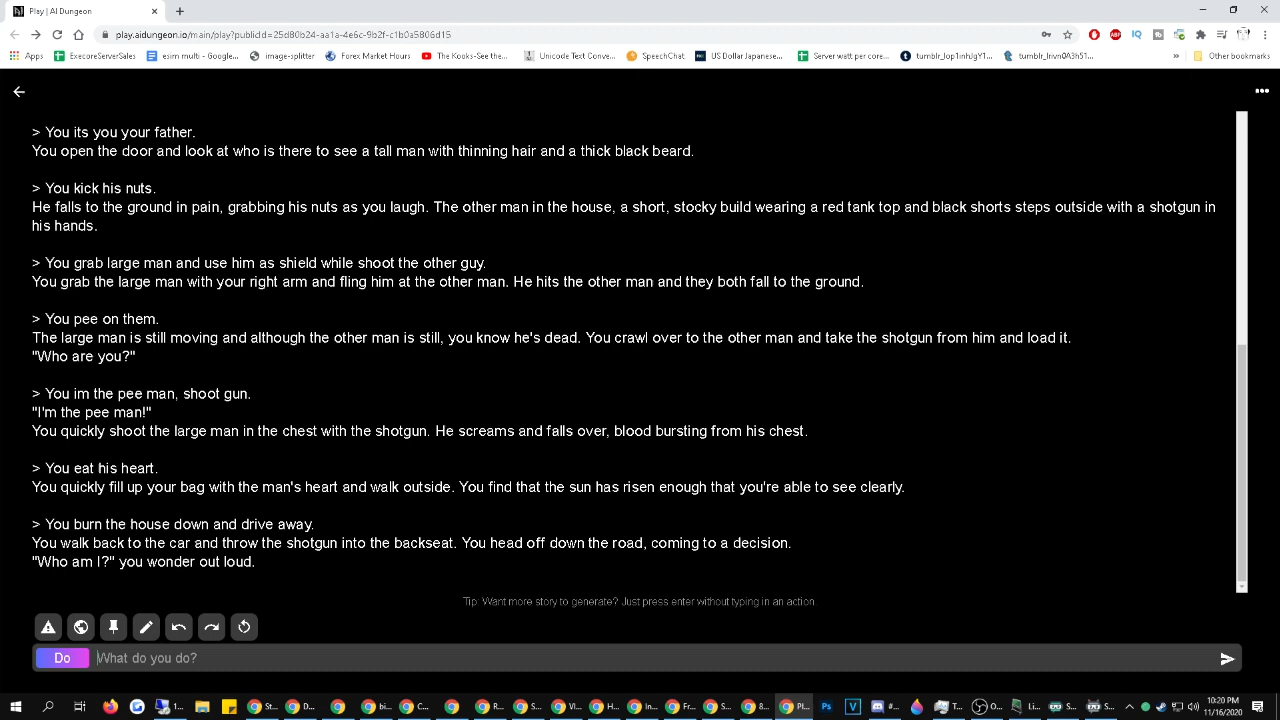 Play | AI Dungeon
play.aidungeon.io/main/play?publicId=25d80b24-aa1a-4e6c-9b2f-c1b0a5806d15
Apps ExecoreServerSales esim multi - Google... image-splitter Forex Market Hours The Kooks-See the... Unicode Text Conve... SpeechChat US Dollar Japanese... Server watt per core... Other bookmarks
> You its you your father.
You open the door and look at who is there to see a tall man with thinning hair and a thick black beard.
> You kick his nuts.
He falls to the ground in pain, grabbing his nuts as you laugh. The other man in the house, a short, stocky build wearing a red tank top and black shorts steps outside with a shotgun in
his hands.
> You grab large man and use him as shield while shoot the other guy.
You grab the large man with your right arm and fling him at the other man. He hits the other man and they both fall to the ground.
> You pee on them.
The large man is still moving and although the other man is still, you know he's dead. You crawl over to the other man and take the shotgun from him and load it.
"Who are you?"
> You im the pee man, shoot gun.
"I'm the pee man!"
You quickly shoot the large man in the chest with the shotgun. He screams and falls over, blood bursting from his chest.
> You eat his heart.
You quickly fill up your bag with the man's heart and walk outside. You find that the sun has risen enough that you're able to see clearly.
> You burn the house down and drive away.
You walk back to the car and throw the shotgun into the backseat. You head off down the road, coming to a decision.
"Who am I?" you wonder out loud.
Tip: Want more story to generate? Just press enter without typing in an action.
Do What do you do?
1... St... D... bi... C... R... S... V... H... In... Fr... S... 8... Pl... #... T... O... Li... S... S...
10:20 PM
11/16/2020